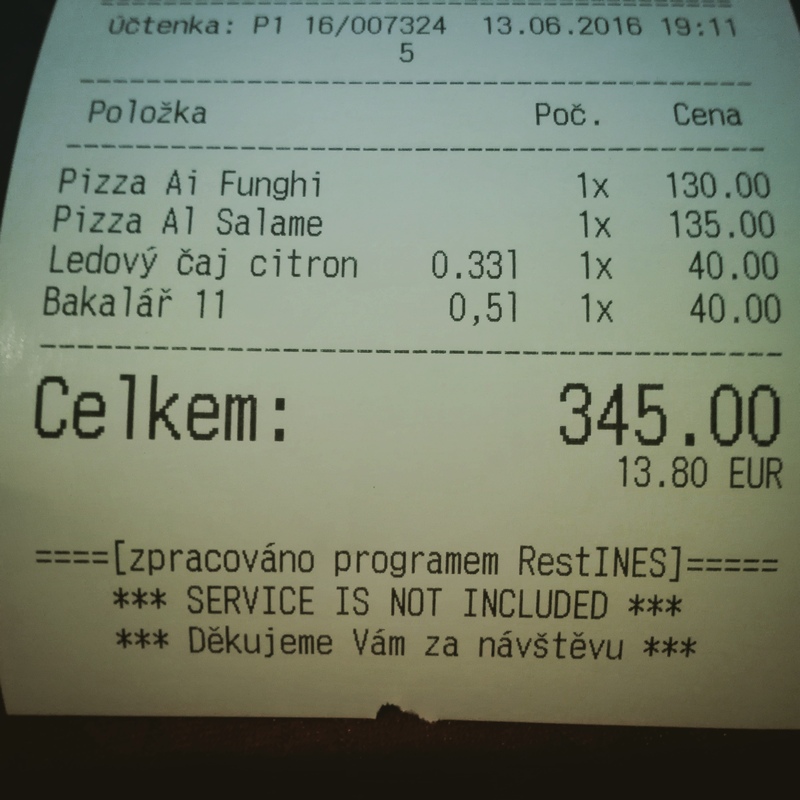 Účtenka: P1 16/007324 13.06.2016 19:11
5
Položka Poč. Cena
Pizza Ai Funghi 1x 130.00
Pizza Al Salame 1x 135.00
Ledový čaj citron 0.33l 1x 40.00
Bakalář 11 0,5l 1x 40.00
Celkem: 345.00
13.80 EUR
====[zpracováno programem RestINES]=====
*** SERVICE IS NOT INCLUDED ***
*** Děkujeme Vám za návštěvu ***